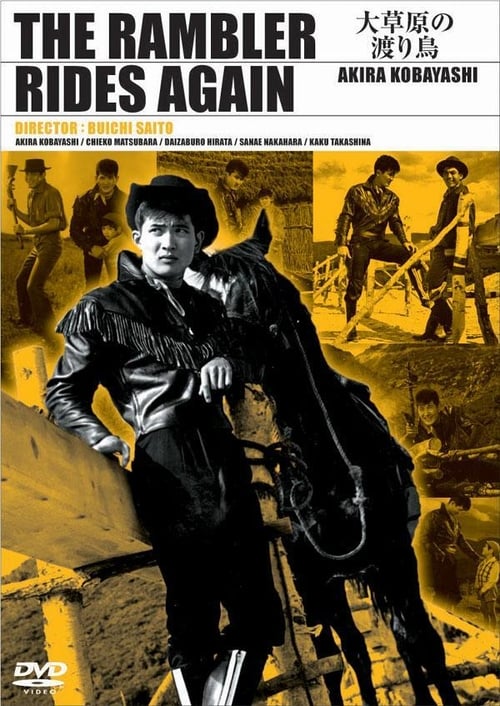 THE RAMBLER
RIDES AGAIN
大草原の
渡り鳥
AKIRA KOBAYASHI
DIRECTOR : BUICHI SAITO
AKIRA KOBAYASHI / CHIEKO MATSUBARA / DAIZABURO HIRATA / SANAE NAKAHARA / KAKU TAKASHINA
DVD
VIDEO